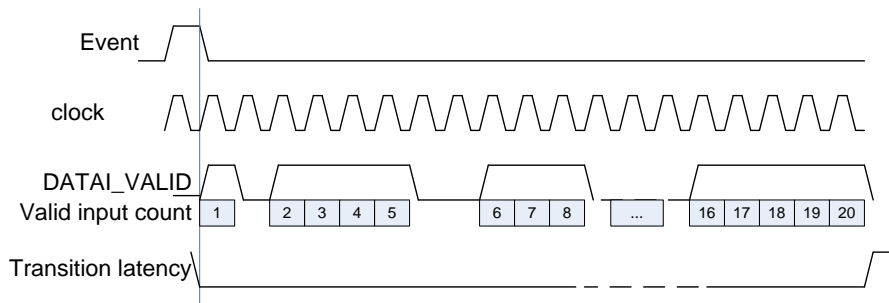 Event
clock
DATAI_VALID
Valid input count
1 2 3 4 5 6 7 8 ... 16 17 18 19 20
Transition latency